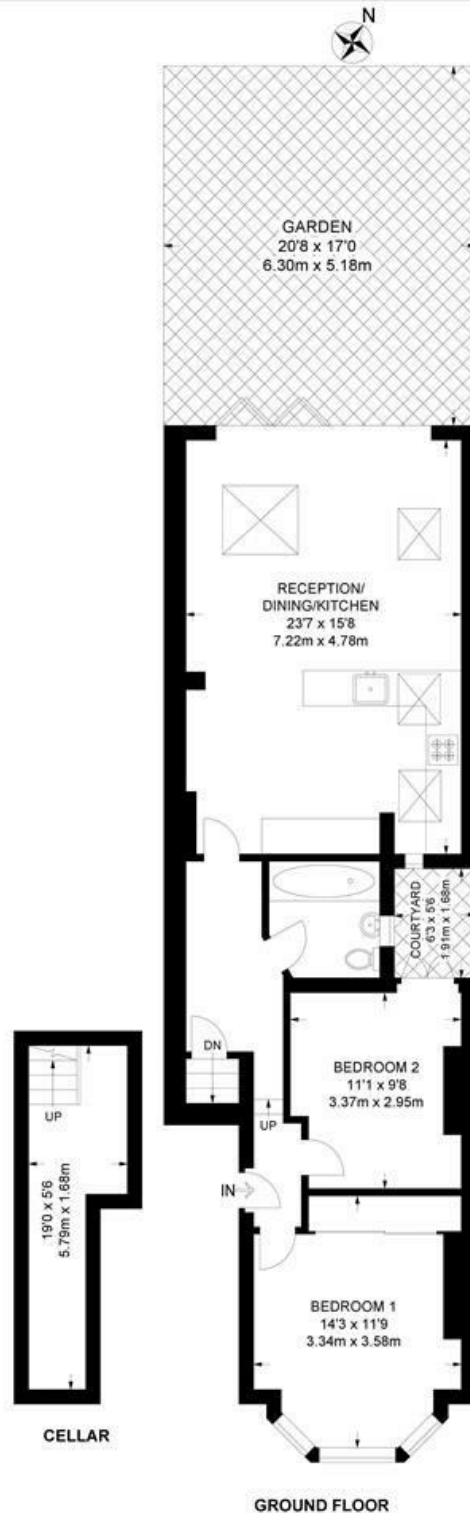 N
GARDEN
20'8 x 17'0
6.30m x 5.18m
RECEPTION/
DINING/KITCHEN
23'7 x 15'8
7.22m x 4.78m
COURTYARD
6'3 x 5'6
1.91m x 1.68m
DN
UP
BEDROOM 2
11'1 x 9'8
3.37m x 2.95m
IN
BEDROOM 1
14'3 x 11'9
3.34m x 3.58m
UP
19'0 x 5'6
5.79m x 1.68m
CELLAR
GROUND FLOOR